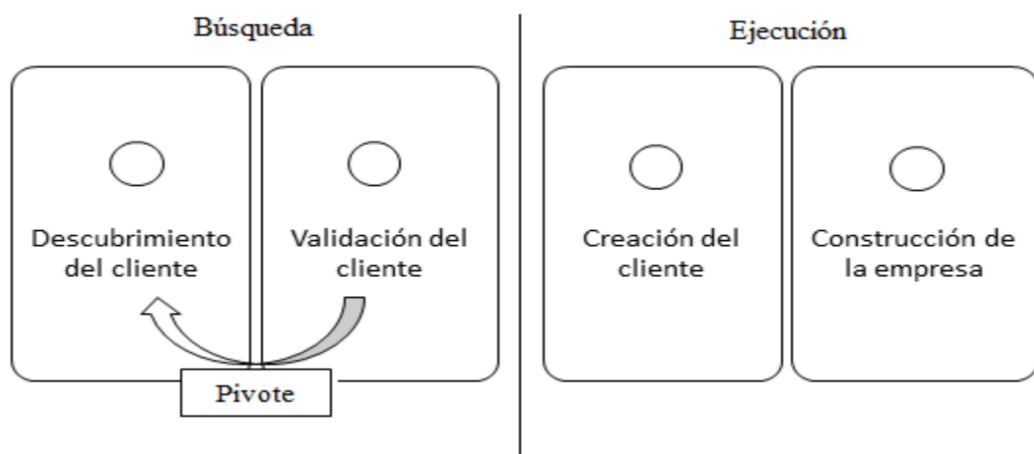 Búsqueda
Ejecución
Descubrimiento
del cliente
Validación del
cliente
Creación del
cliente
Construcción de
la empresa
Pivote